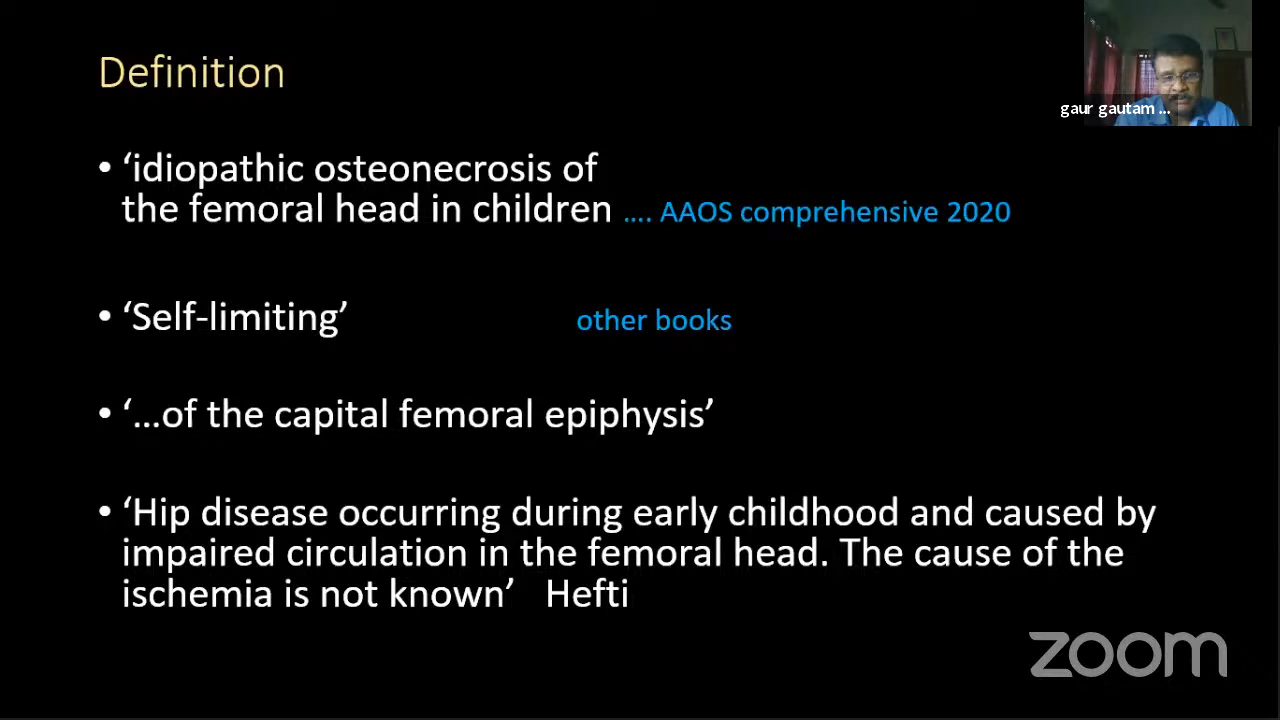 Definition
gaur gautam ...
• ‘idiopathic osteonecrosis of
the femoral head in children .... AAOS comprehensive 2020
• ‘Self-limiting’ other books
• ‘...of the capital femoral epiphysis’
• ‘Hip disease occurring during early childhood and caused by
impaired circulation in the femoral head. The cause of the
ischemia is not known’ Hefti
zoom